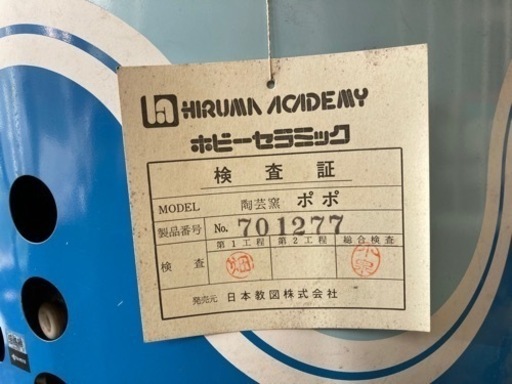 HIRUMA ACADEMY
ホビーセラミック
検査証
MODEL 陶芸窯 ポポ
製品番号 No. 701277
第1工程 第2工程 総合検査
検査 畑
発売元 日本教図株式会社